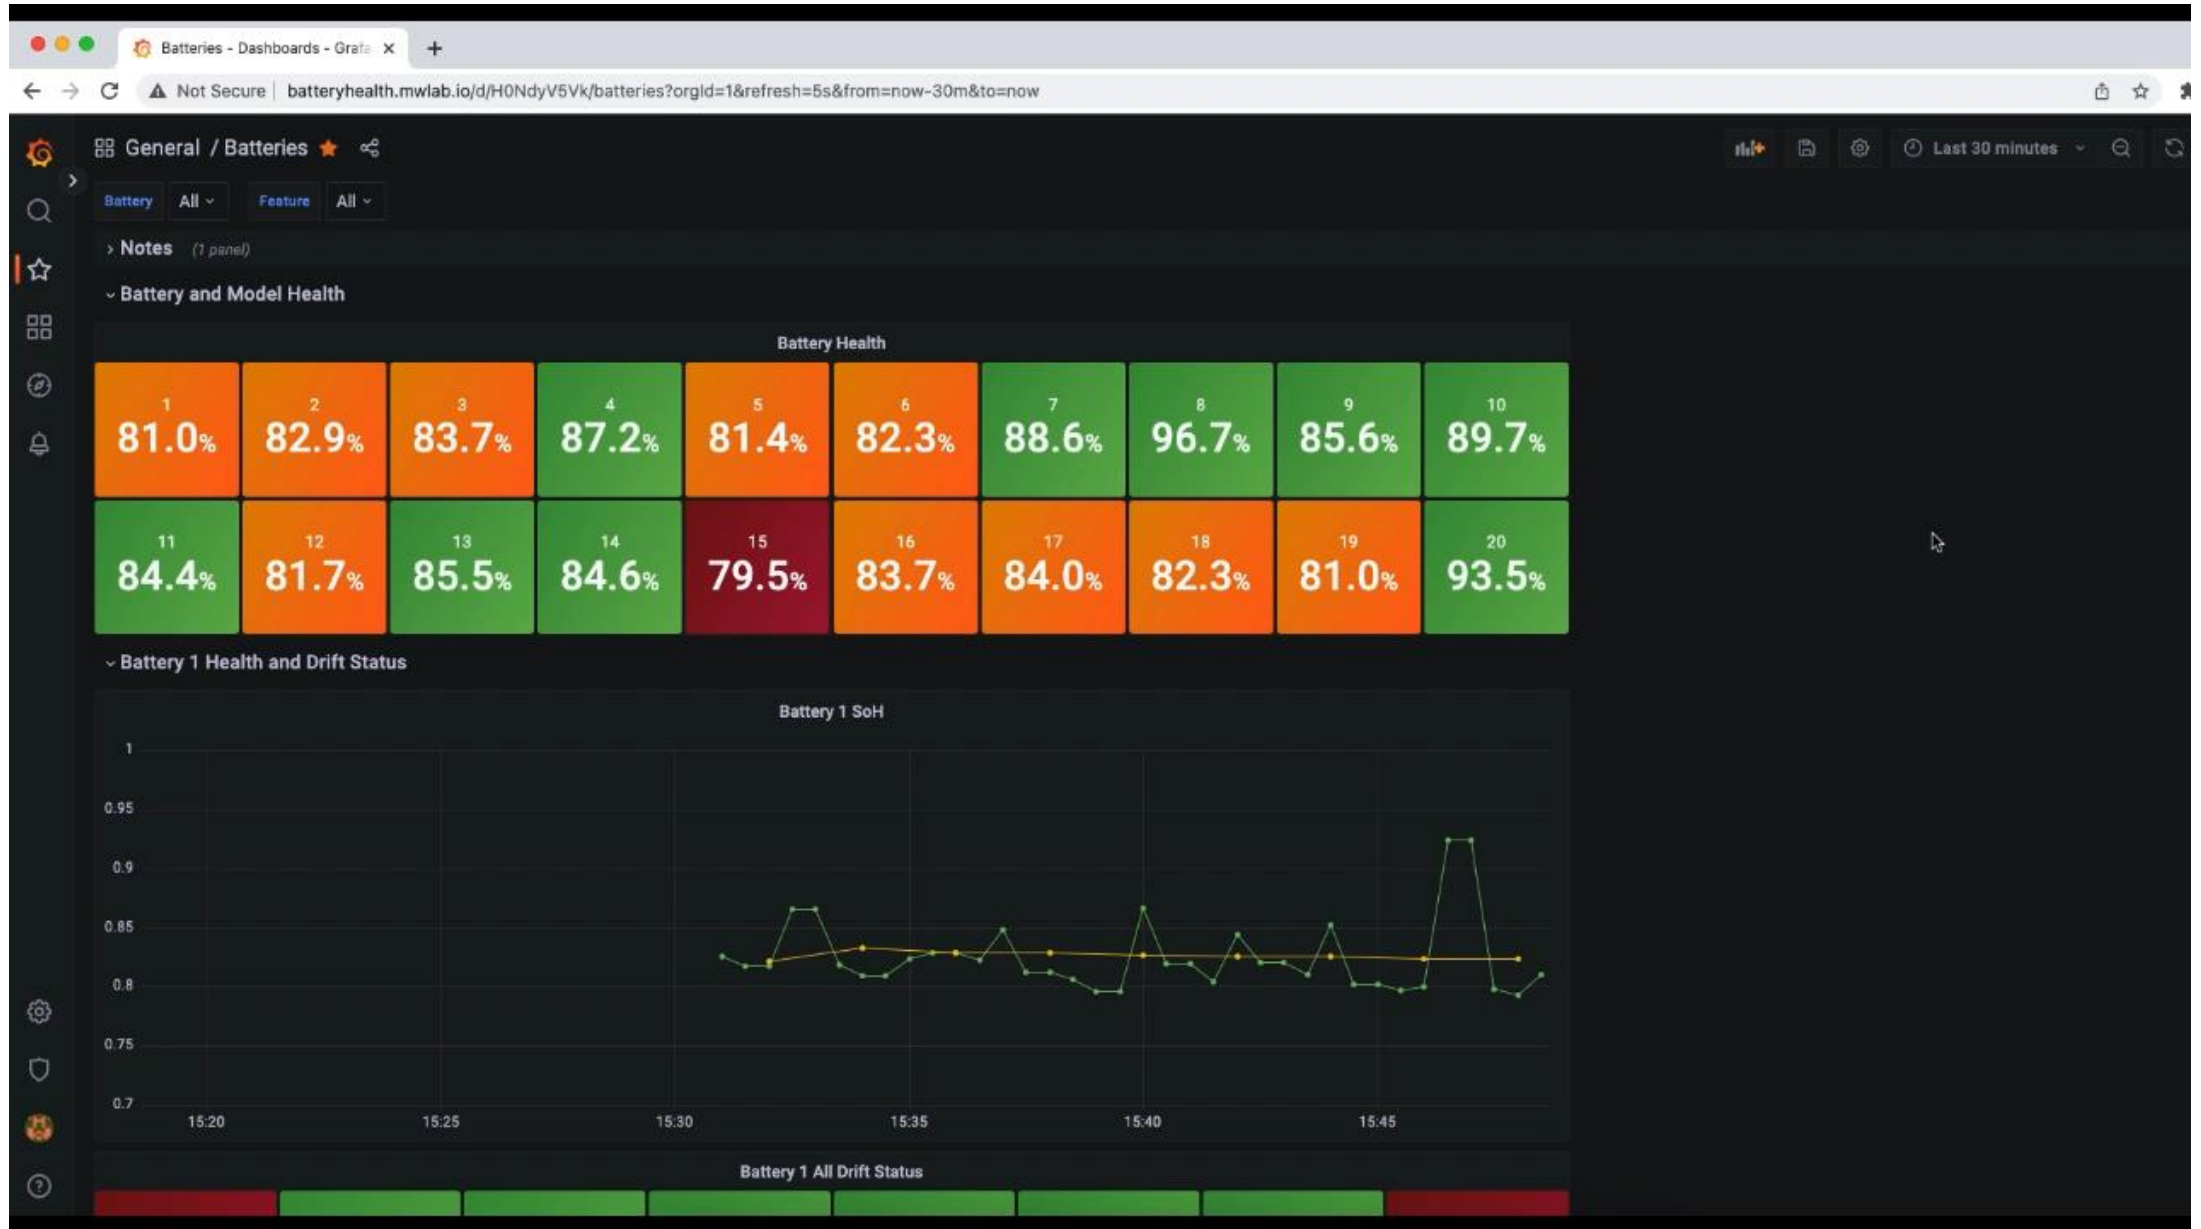 Batteries - Dashboards - Grafa
Not Secure | batteryhealth.mwlab.io/d/H0NdyV5Vk/batteries?orgId=1&refresh=5s&from=now-30m&to=now
General / Batteries
Last 30 minutes
Battery All Feature All
Notes (1 panel)
Battery and Model Health
Battery Health
1 2 3 4 5 6 7 8 9 10
81.0% 82.9% 83.7% 87.2% 81.4% 82.3% 88.6% 96.7% 85.6% 89.7%
11 12 13 14 15 16 17 18 19 20
84.4% 81.7% 85.5% 84.6% 79.5% 83.7% 84.0% 82.3% 81.0% 93.5%
Battery 1 Health and Drift Status
Battery 1 SoH
1
0.95
0.9
0.85
0.8
0.75
0.7
15:20 15:25 15:30 15:35 15:40 15:45
Battery 1 All Drift Status